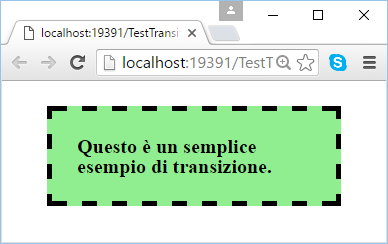 localhost:19391/TestTransi
localhost:19391/TestT
Questo è un semplice
esempio di transizione.